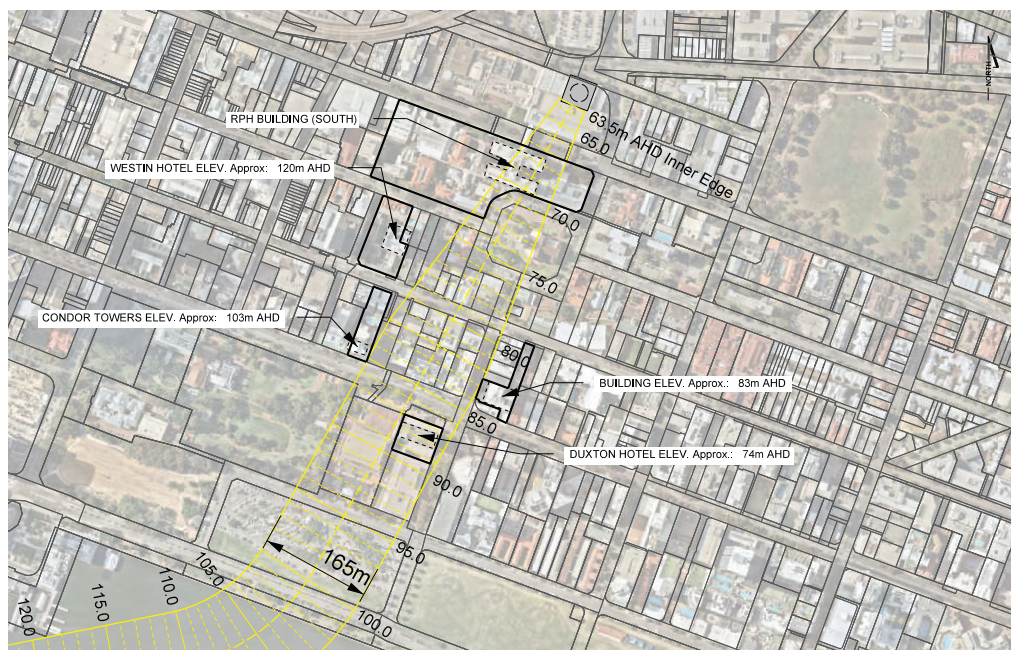 NORTH
RPH BUILDING (SOUTH)
63.5m AHD Inner Edge
65.0
WESTIN HOTEL ELEV. Approx: 120m AHD
70.0
75.0
CONDOR TOWERS ELEV. Approx: 103m AHD
80.0
BUILDING ELEV. Approx.: 83m AHD
85.0
DUXTON HOTEL ELEV. Approx.: 74m AHD
90.0
95.0
165m
105.0
110.0
115.0
120.0
100.0